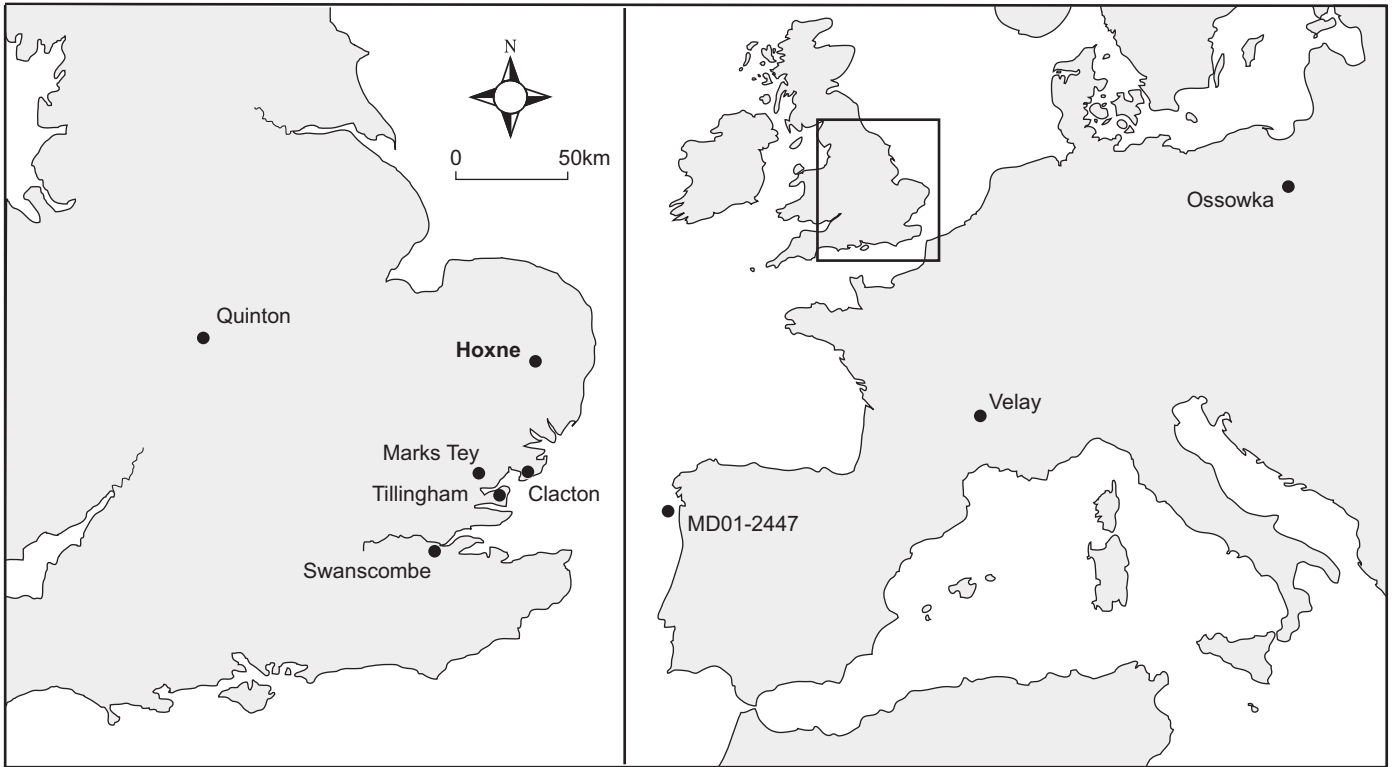 N
0 50km
Quinton
Hoxne
Marks Tey
Tillingham
Clacton
Swanscombe
Ossowka
Velay
MD01-2447